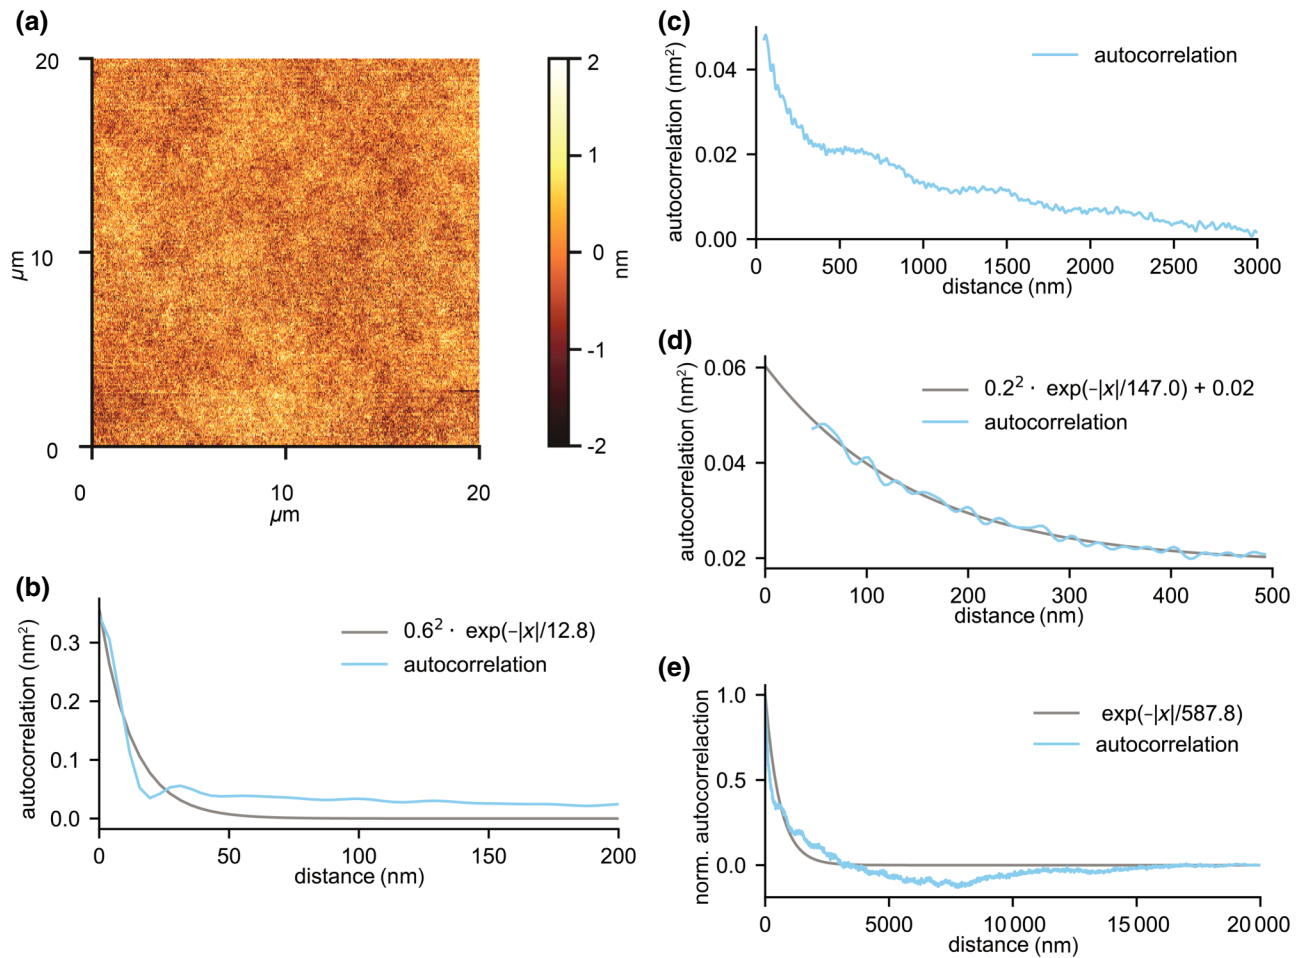 (a)
20
10
0
µm
0
10
20
µm
2
1
0
-1
-2
nm
(b)
autocorrelation (nm²)
0.3
0.2
0.1
0.0
0.6² · exp(–|x|/12.8)
autocorrelation
0
50
100
150
200
distance (nm)
(c)
autocorrelation (nm²)
0.04
0.02
0.00
autocorrelation
0
500
1000
1500
2000
2500
3000
distance (nm)
(d)
autocorrelation (nm²)
0.06
0.04
0.02
0.2² · exp(–|x|/147.0) + 0.02
autocorrelation
0
100
200
300
400
500
distance (nm)
(e)
norm. autocorrelaction
1.0
0.5
0.0
exp(–|x|/587.8)
autocorrelation
0
5000
10 000
15 000
20 000
distance (nm)